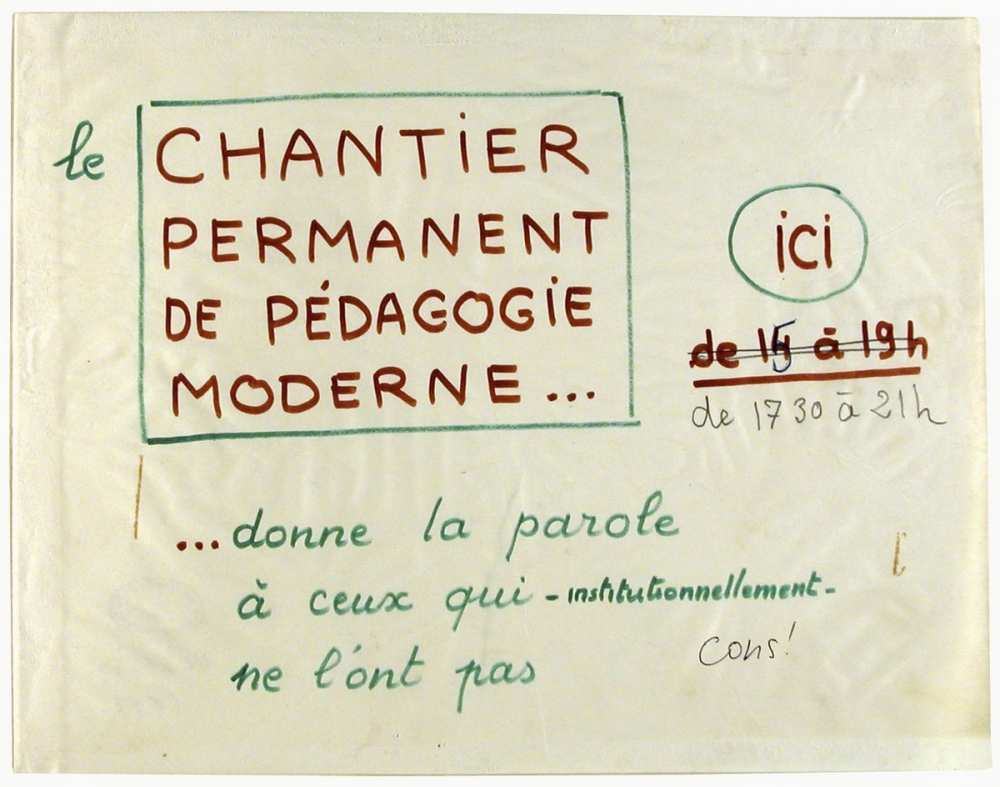 le CHANTiER
PERMANENT
DE PÉDAGOGiE
MODERNE...
ici
de 15 à 19h
de 17 30 à 21h
...donne la parole
à ceux qui - institutionnellement -
ne l'ont pas
Cons!